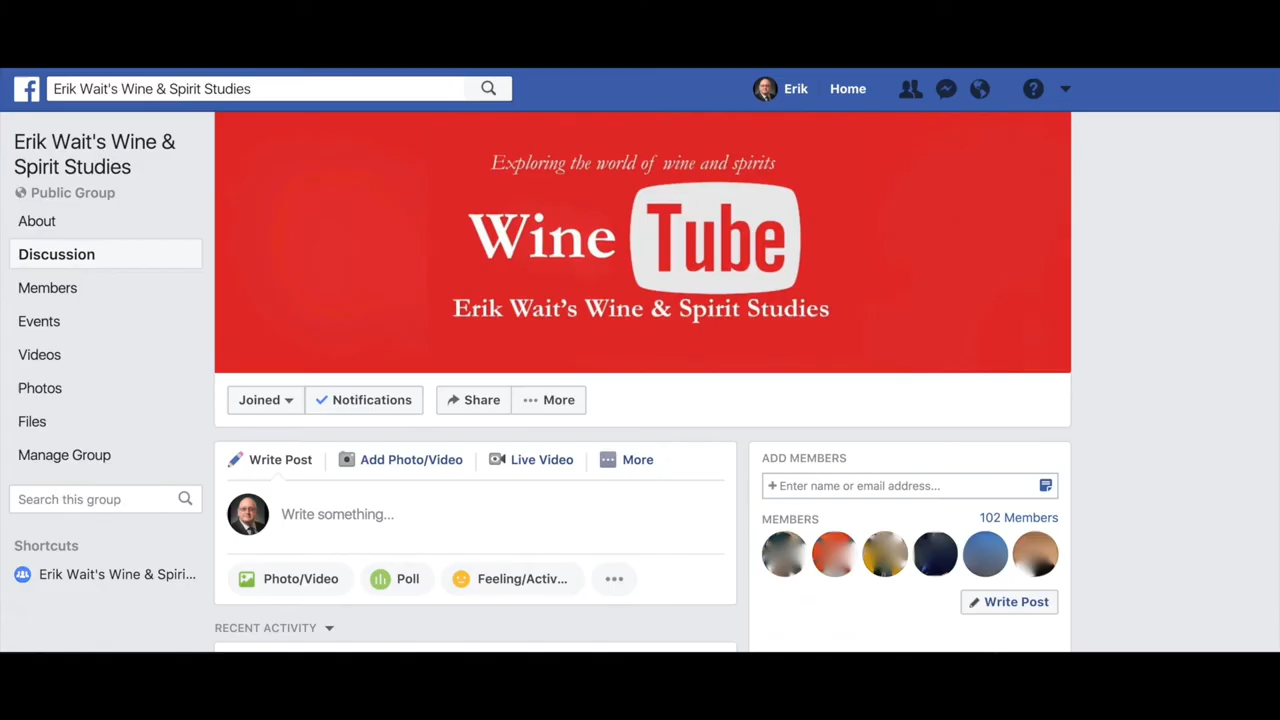 Erik Wait's Wine & Spirit Studies
Erik
Home
Erik Wait's Wine &
Spirit Studies
Public Group
About
Discussion
Members
Events
Videos
Photos
Files
Manage Group
Search this group
Shortcuts
Erik Wait's Wine & Spiri...
Exploring the world of wine and spirits
Wine Tube
Erik Wait's Wine & Spirit Studies
Joined
Notifications
Share
More
Write Post
Add Photo/Video
Live Video
More
Write something...
Photo/Video
Poll
Feeling/Activ...
RECENT ACTIVITY
ADD MEMBERS
+ Enter name or email address...
MEMBERS
102 Members
Write Post